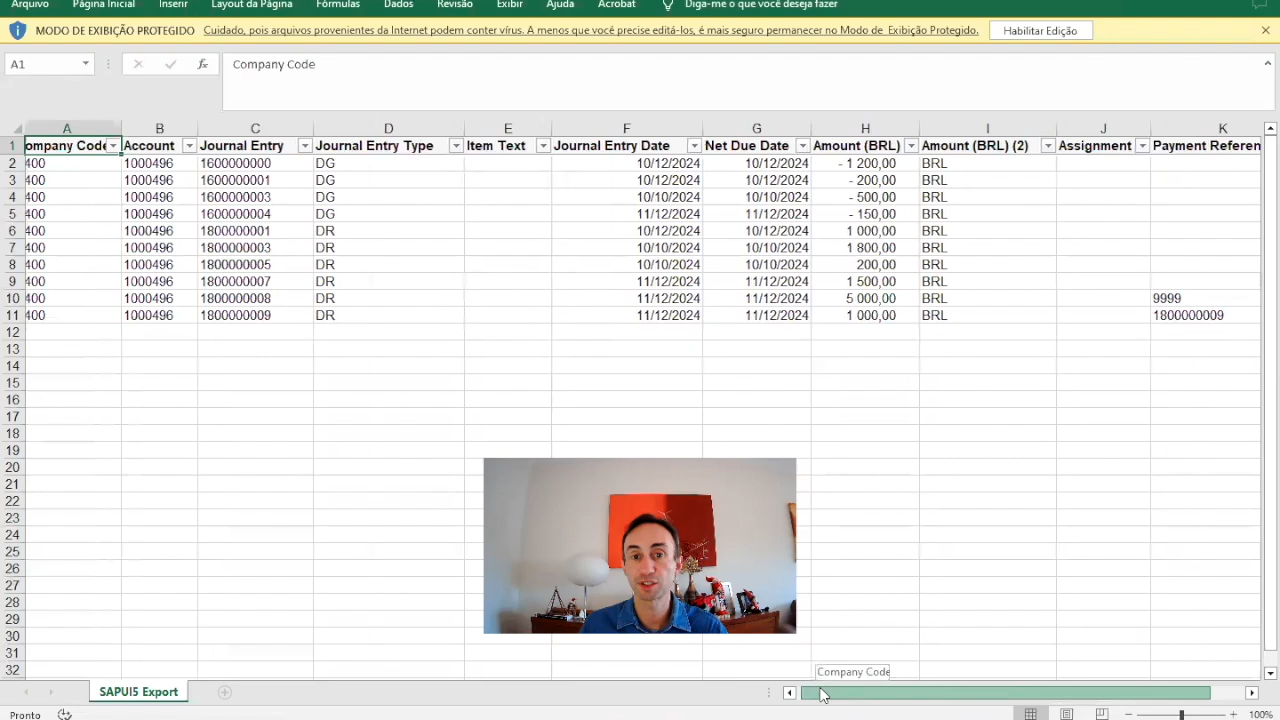 Arquivo Página Inicial Inserir Layout da Página Fórmulas Dados Revisão Exibir Ajuda Acrobat Diga-me o que você deseja fazer
MODO DE EXIBIÇÃO PROTEGIDO Cuidado, pois arquivos provenientes da Internet podem conter vírus. A menos que você precise editá-los, é mais seguro permanecer no Modo de Exibição Protegido. Habilitar Edição
A1 fx Company Code
A B C D E F G H I J K
1 ompany Code Account Journal Entry Journal Entry Type Item Text Journal Entry Date Net Due Date Amount (BRL) Amount (BRL) (2) Assignment Payment Referen
2 400 1000496 1600000000 DG 10/12/2024 10/12/2024 - 1 200,00 BRL
3 400 1000496 1600000001 DG 10/12/2024 10/12/2024 - 200,00 BRL
4 400 1000496 1600000003 DG 10/10/2024 10/10/2024 - 500,00 BRL
5 400 1000496 1600000004 DG 11/12/2024 11/12/2024 - 150,00 BRL
6 400 1000496 1800000001 DR 10/12/2024 10/12/2024 1 000,00 BRL
7 400 1000496 1800000003 DR 10/10/2024 10/10/2024 1 800,00 BRL
8 400 1000496 1800000005 DR 10/10/2024 10/10/2024 200,00 BRL
9 400 1000496 1800000007 DR 11/12/2024 11/12/2024 1 500,00 BRL
10 400 1000496 1800000008 DR 11/12/2024 11/12/2024 5 000,00 BRL 9999
11 400 1000496 1800000009 DR 11/12/2024 11/12/2024 1 000,00 BRL 1800000009
12
13
14
15
16
17
18
19
20
21
22
23
24
25
26
27
28
29
30
31
32
Company Code
SAPUI5 Export
Pronto 100%